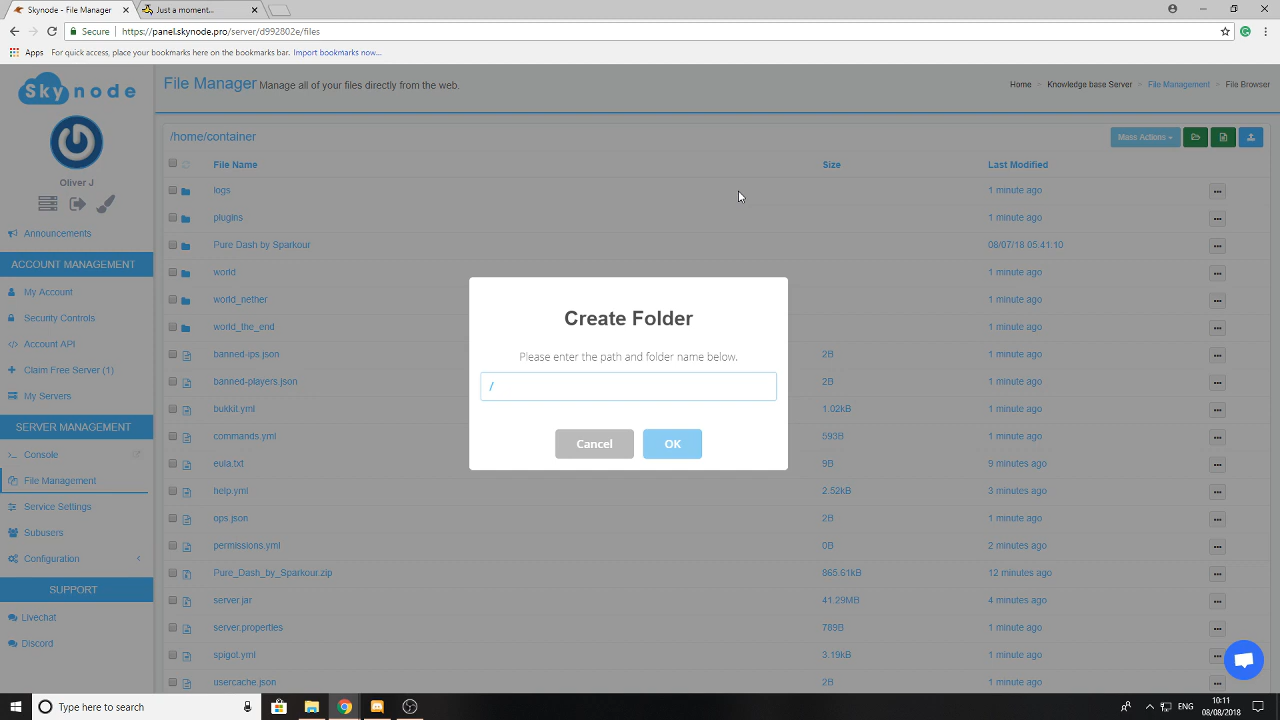 Skynode - File Manager
Just a moment...
Secure https://panel.skynode.pro/server/d992802e/files
Apps For quick access, place your bookmarks here on the bookmarks bar. Import bookmarks now...
Skynode
File Manager Manage all of your files directly from the web.
Home > Knowledge base Server > File Management > File Browser
Oliver J
Announcements
ACCOUNT MANAGEMENT
My Account
Security Controls
Account API
Claim Free Server (1)
My Servers
SERVER MANAGEMENT
Console
File Management
Service Settings
Subusers
Configuration
SUPPORT
Livechat
Discord
/home/container
Mass Actions
File Name Size Last Modified
logs 1 minute ago
plugins 1 minute ago
Pure Dash by Sparkour 08/07/18 05:41:10
world 1 minute ago
world_nether 1 minute ago
world_the_end 1 minute ago
banned-ips.json 2B 1 minute ago
banned-players.json 2B 1 minute ago
bukkit.yml 1.02kB 1 minute ago
commands.yml 593B 1 minute ago
eula.txt 9B 9 minutes ago
help.yml 2.52kB 3 minutes ago
ops.json 2B 1 minute ago
permissions.yml 0B 2 minutes ago
Pure_Dash_by_Sparkour.zip 865.61kB 12 minutes ago
server.jar 41.29MB 4 minutes ago
server.properties 789B 1 minute ago
spigot.yml 3.19kB 1 minute ago
usercache.json 2B 1 minute ago
Create Folder
Please enter the path and folder name below.
/
Cancel OK
Type here to search
ENG
10:11
08/08/2018